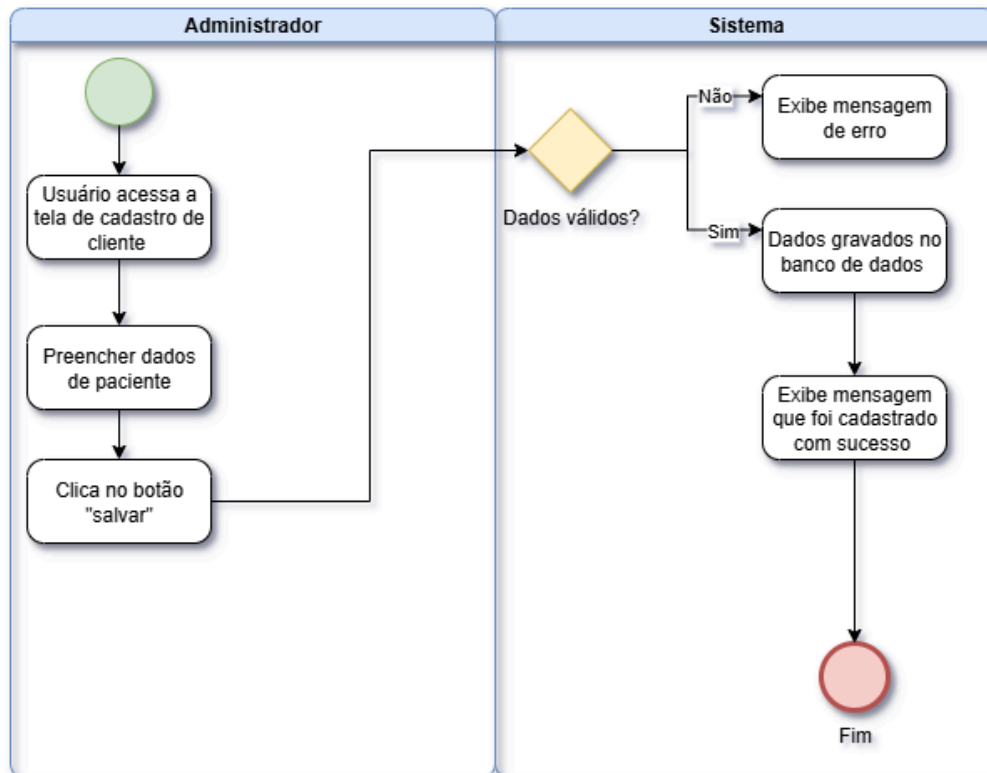 Administrador
Sistema
Usuário acessa a
tela de cadastro de
cliente
Preencher dados
de paciente
Clica no botão
"salvar"
Dados válidos?
Não
Exibe mensagem
de erro
Sim
Dados gravados no
banco de dados
Exibe mensagem
que foi cadastrado
com sucesso
Fim